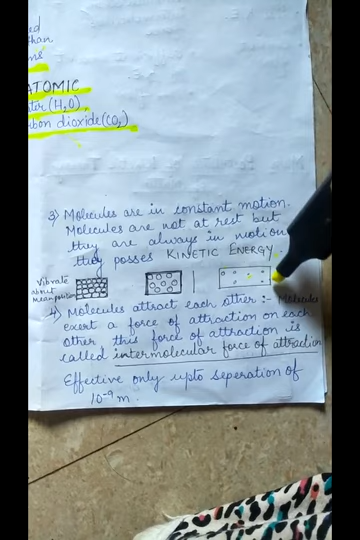 than
ATOMIC
ter (H₂O),
bon dioxide (CO₂)
3) Molecules are in constant motion.
Molecules are not at rest but
they are always in motion
they posses KINETIC ENERGY.
Vibrate
about
mean position
4) Molecules attract each other :- Molecules
exert a force of attraction on each
other this force of attraction is
called intermolecular force of attraction
Effective only upto seperation of
10⁻⁹ m.